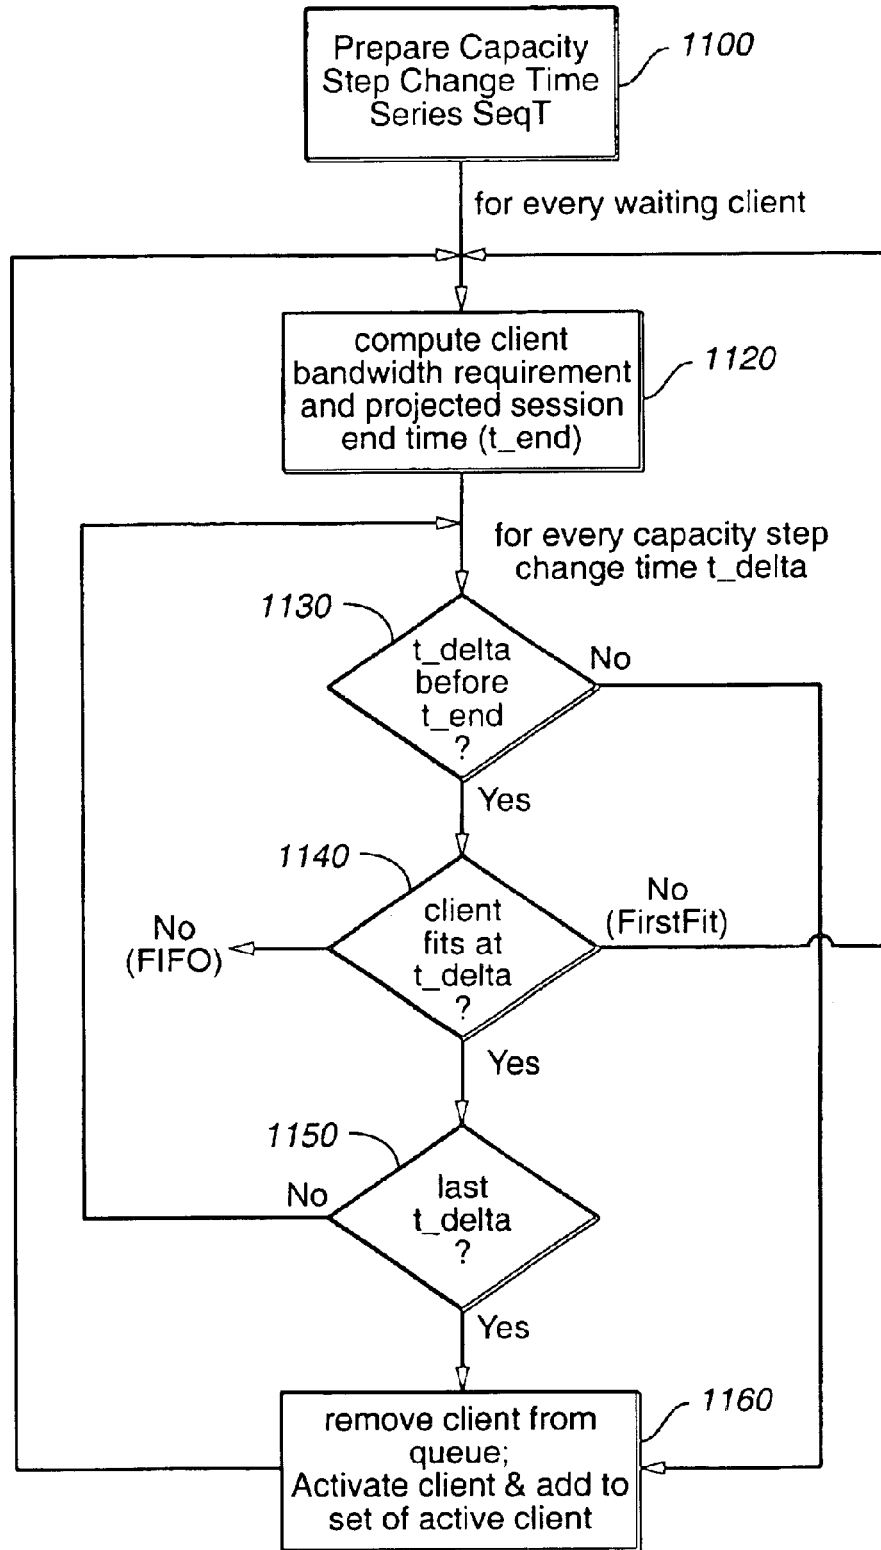 Prepare Capacity
Step Change Time
Series SeqT
1100
for every waiting client
compute client
bandwidth requirement
and projected session
end time (t_end)
1120
for every capacity step
change time t_delta
1130
t_delta
before
t_end
?
No
Yes
1140
client
fits at
t_delta
?
No
(FIFO)
No
(FirstFit)
Yes
1150
last
t_delta
?
No
Yes
remove client from
queue;
Activate client & add to
set of active client
1160